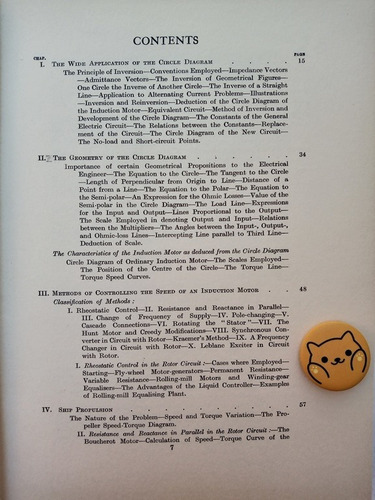 CONTENTS
CHAP. PAGE
I. THE WIDE APPLICATION OF THE CIRCLE DIAGRAM . . . . 15
The Principle of Inversion—Conventions Employed—Impedance Vectors
—Admittance Vectors—The Inversion of Geometrical Figures—
One Circle the Inverse of Another Circle—The Inverse of a Straight
Line—Application to Alternating Current Problems—Illustrations
—Inversion and Reinversion—Deduction of the Circle Diagram of
the Induction Motor—Equivalent Circuit—Method of Inversion and
Development of the Circle Diagram—The Constants of the General
Electric Circuit—The Relations between the Constants—Replace-
ment of the Circuit—The Circle Diagram of the New Circuit—
The No-load and Short-circuit Points.
II. THE GEOMETRY OF THE CIRCLE DIAGRAM . . . . . 34
Importance of certain Geometrical Propositions to the Electrical
Engineer—The Equation to the Circle—The Tangent to the Circle
—Length of Perpendicular from Origin to Line—Distance of a
Point from a Line—The Equation to the Polar—The Equation to
the Semi-polar—An Expression for the Ohmic Losses—Value of the
Semi-polar in the Circle Diagram—The Load Line—Expressions
for the Input and Output—Lines Proportional to the Output—
The Scale Employed in denoting Output and Input—Relations
between the Multipliers—The Angles between the Input-, Output-,
and Ohmic-loss Lines—Intercepting Line parallel to Third Line—
Deduction of Scale.
The Characteristics of the Induction Motor as deduced from the Circle Diagram
Circle Diagram of Ordinary Induction Motor—The Scales Employed—
The Position of the Centre of the Circle—The Torque Line—
Torque Speed Curves.
III. METHODS OF CONTROLLING THE SPEED OF AN INDUCTION MOTOR . . 48
Classification of Methods :
I. Rheostatic Control—II. Resistance and Reactance in Parallel—
III. Change of Frequency of Supply—IV. Pole-changing—V.
Cascade Connections—VI. Rotating the "Stator"—VII. The
Hunt Motor and Creedy Modifications—VIII. Synchronous Con-
verter in Circuit with Rotor—Kraemer's Method—IX. A Frequency
Changer in Circuit with Rotor—X. Leblanc Exciter in Circuit
with Rotor.
I. Rheostatic Control in the Rotor Circuit :—Cases where Employed—
Starting—Fly-wheel Motor-generators—Permanent Resistance—
Variable Resistance—Rolling-mill Motors and Winding-gear
Equalisers—The Advantages of the Liquid Controller—Examples
of Rolling-mill Equalising Plant.
IV. SHIP PROPULSION . . . . . . . . 57
The Nature of the Problem—Speed and Torque Variation—The Pro-
peller Speed-Torque Diagram.
II. Resistance and Reactance in Parallel in the Rotor Circuit :—The
Boucherot Motor—Calculation of Speed—Torque Curve of the
7